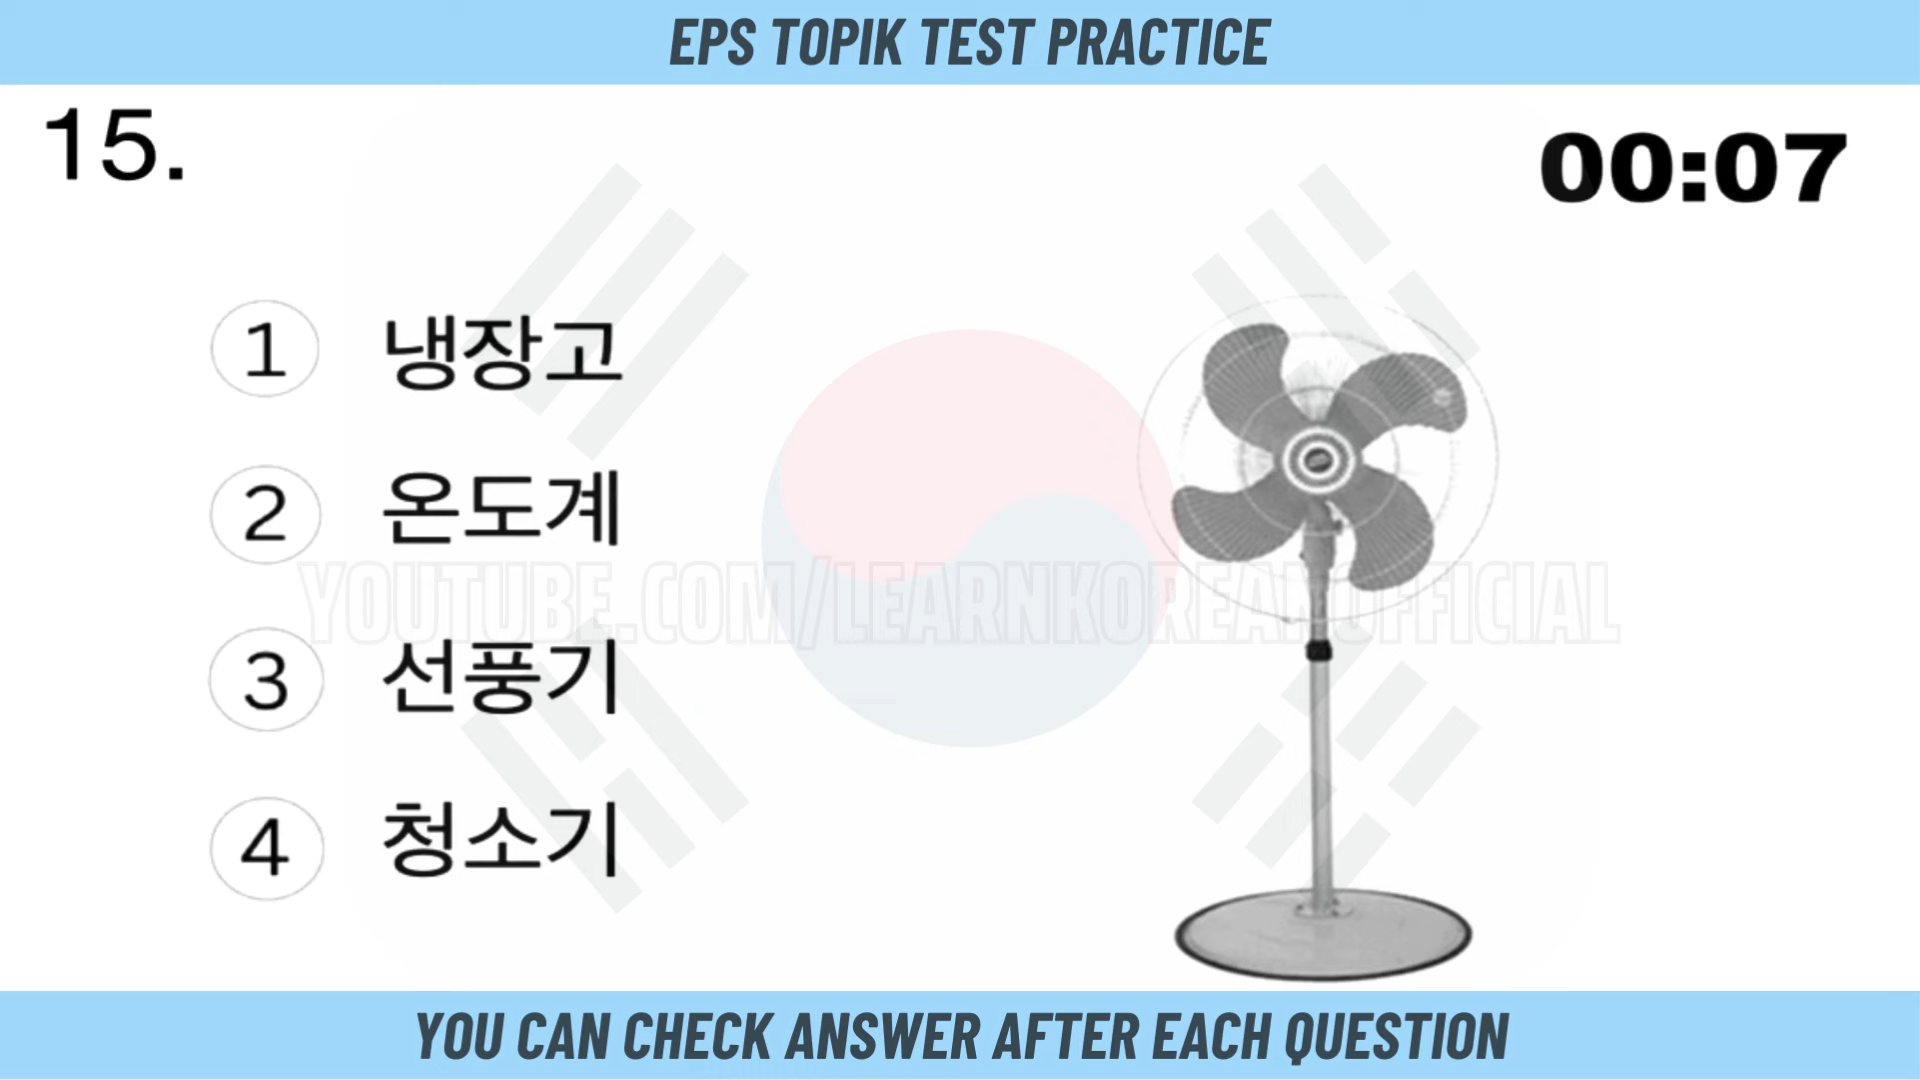 EPS TOPIK TEST PRACTICE
15.
00:07
1 냉장고
2 온도계
3 선풍기
4 청소기
YOUTUBE.COM/LEARNKOREANOFFICIAL
YOU CAN CHECK ANSWER AFTER EACH QUESTION